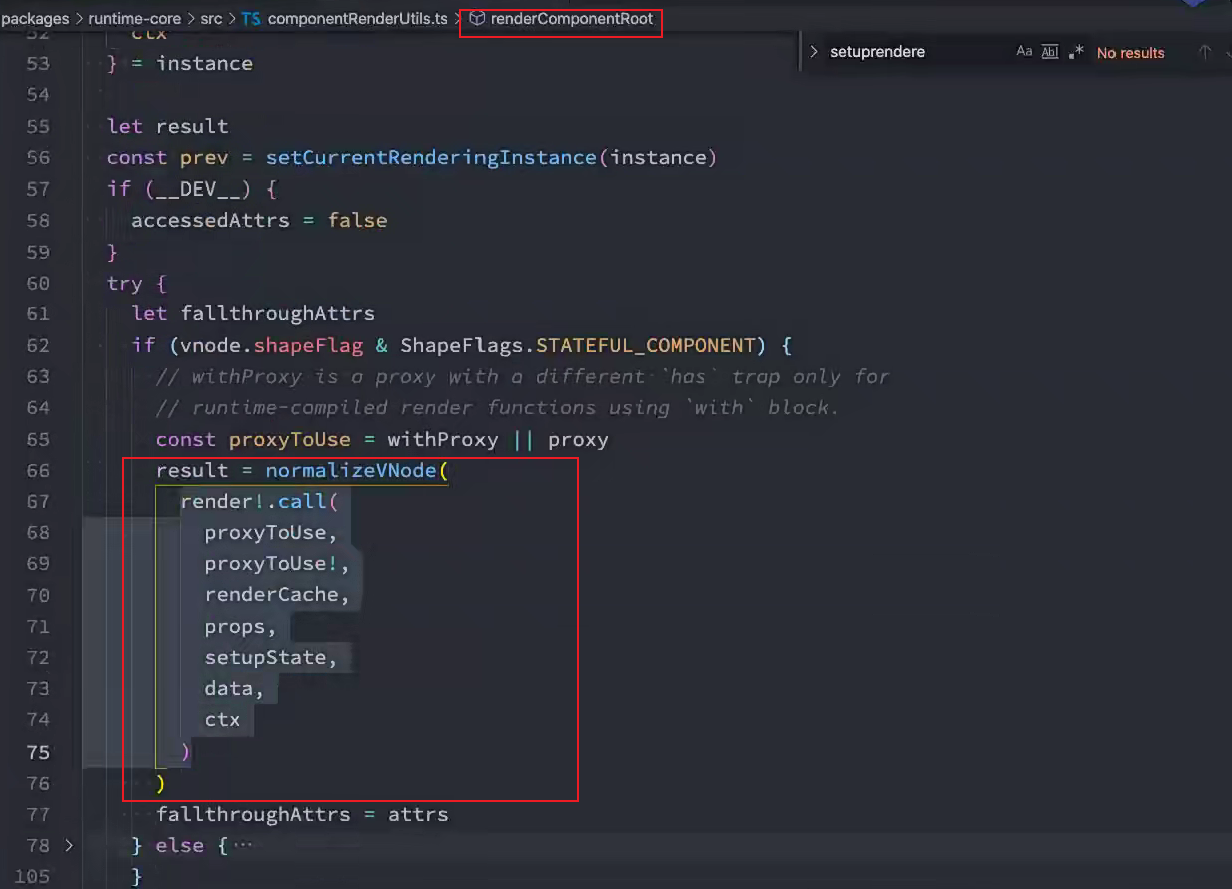 packages > runtime-core > src > TS componentRenderUtils.ts > renderComponentRoot
setuprendere Aa Ab .* No results
52 ctx
53 } = instance
54
55 let result
56 const prev = setCurrentRenderingInstance(instance)
57 if (__DEV__) {
58 accessedAttrs = false
59 }
60 try {
61 let fallthroughAttrs
62 if (vnode.shapeFlag & ShapeFlags.STATEFUL_COMPONENT) {
63 // withProxy is a proxy with a different `has` trap only for
64 // runtime-compiled render functions using `with` block.
65 const proxyToUse = withProxy || proxy
66 result = normalizeVNode(
67 render!.call(
68 proxyToUse,
69 proxyToUse!,
70 renderCache,
71 props,
72 setupState,
73 data,
74 ctx
75 )
76 )
77 fallthroughAttrs = attrs
78 > } else { ···
105 }